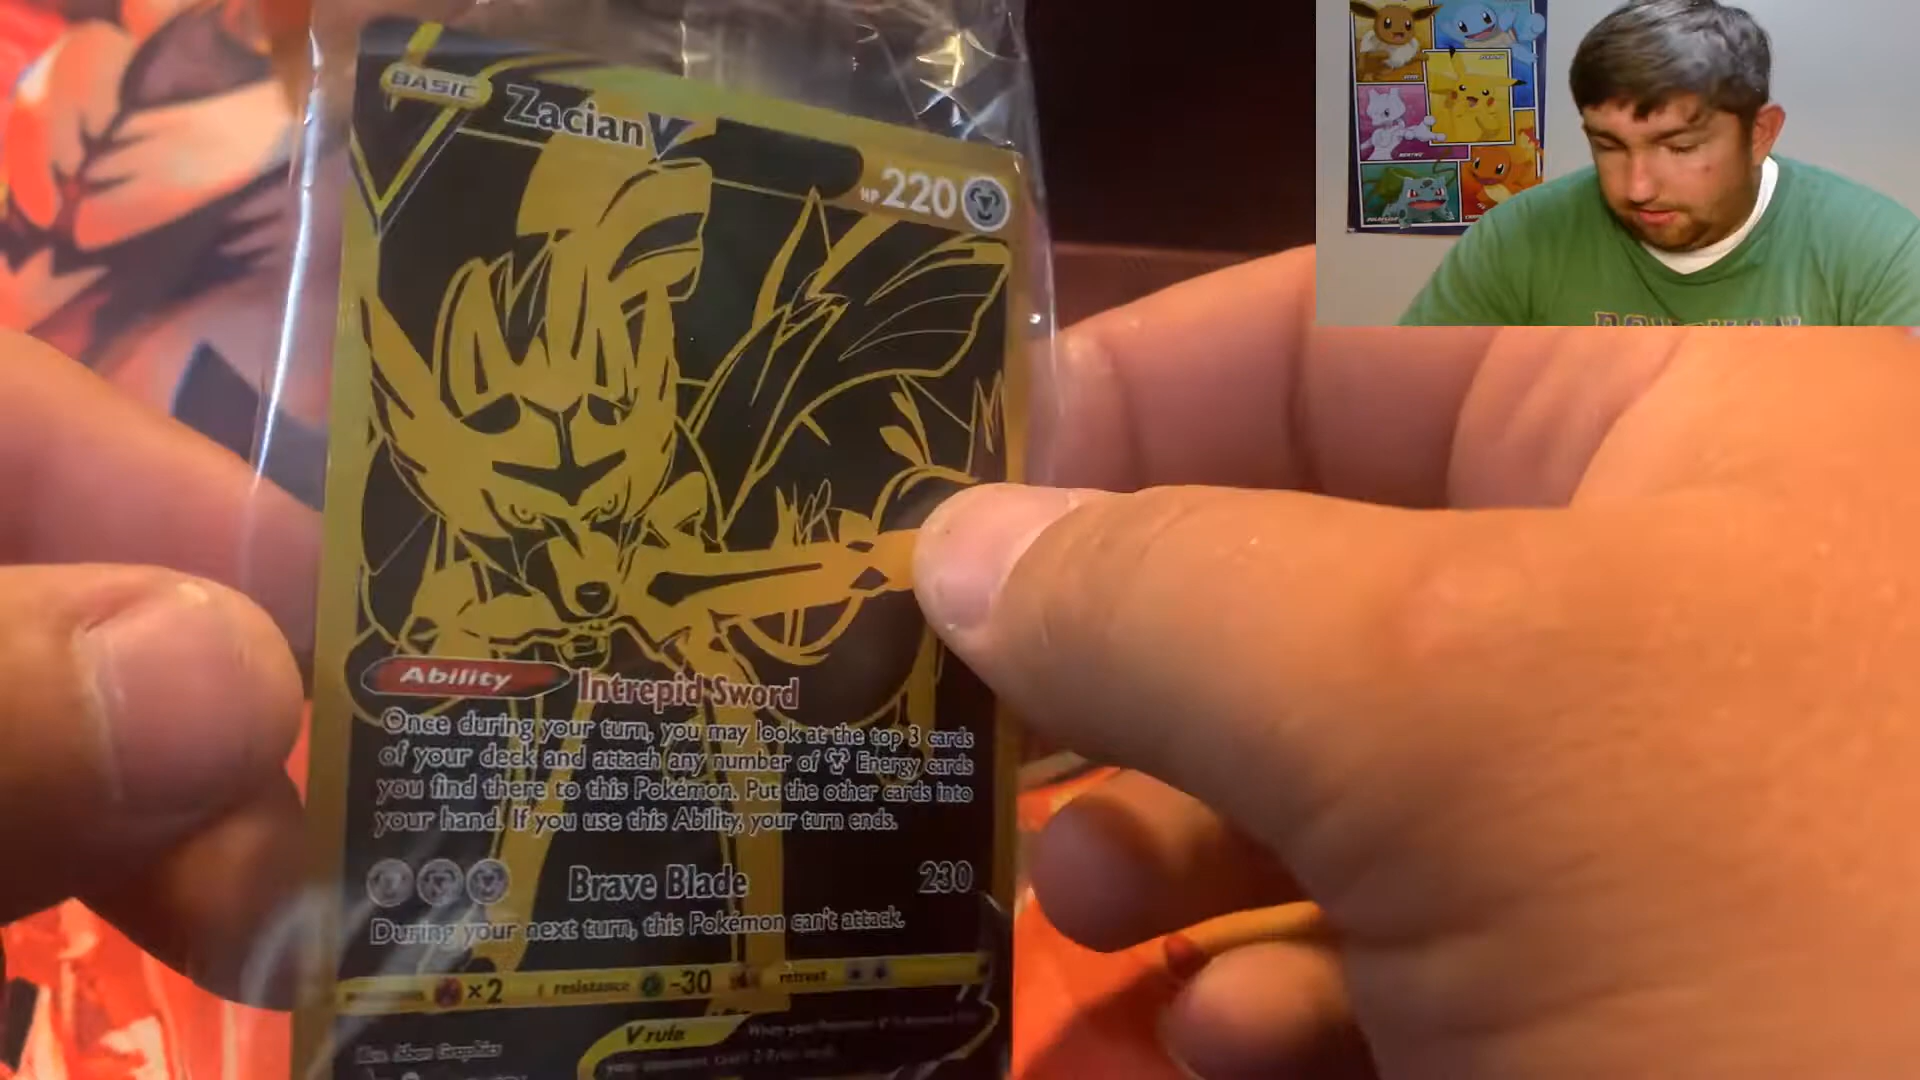 BASIC Zacian V
HP 220
Ability Intrepid Sword
Once during your turn, you may look at the top 3 cards
of your deck and attach any number of Energy cards
you find there to this Pokémon. Put the other cards into
your hand. If you use this Ability, your turn ends.
Brave Blade 230
During your next turn, this Pokémon can't attack.
×2 resistance -30 retreat
V rule